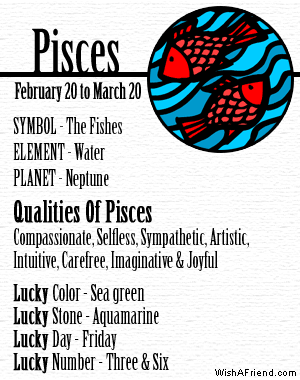 Pisces
February 20 to March 20
SYMBOL - The Fishes
ELEMENT - Water
PLANET - Neptune
Qualities Of Pisces
Compassionate, Selfless, Sympathetic, Artistic,
Intuitive, Carefree, Imaginative & Joyful
Lucky Color - Sea green
Lucky Stone - Aquamarine
Lucky Day - Friday
Lucky Number - Three & Six
WishAFriend.com